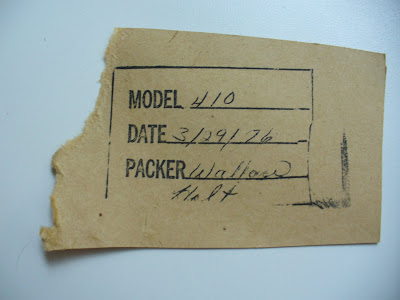 MODEL 410
DATE 3/29/76
PACKER Wallace
Holt